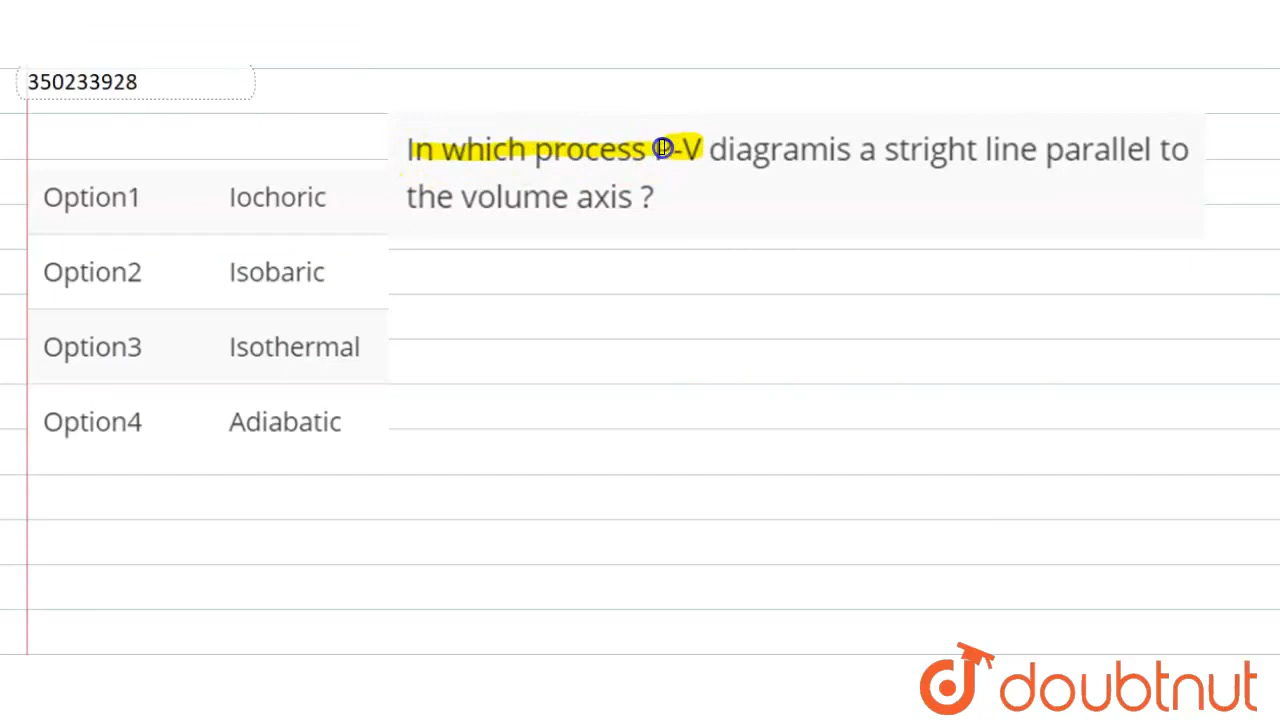 350233928
In which process P-V diagramis a stright line parallel to
the volume axis ?
Option1 Iochoric
Option2 Isobaric
Option3 Isothermal
Option4 Adiabatic
doubtnut